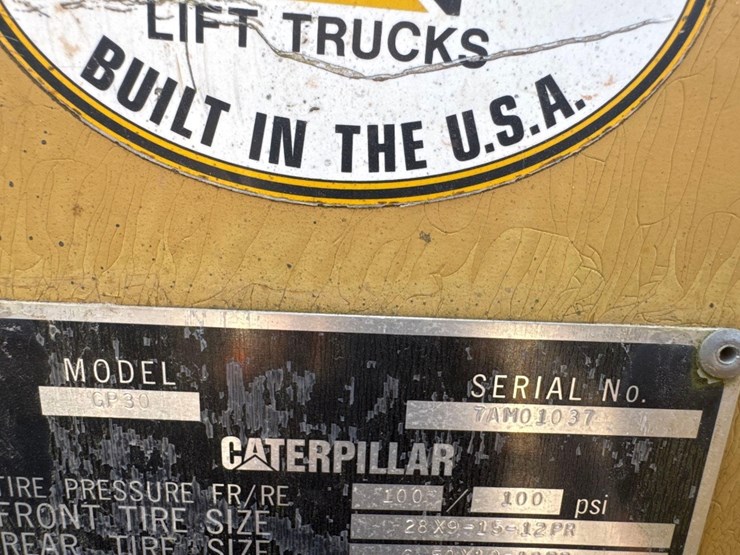 LIFT TRUCKS
BUILT IN THE U.S.A.
MODEL SERIAL No.
GP30 7AM01037
CATERPILLAR
TIRE PRESSURE FR/RE 100 / 100 psi
FRONT TIRE SIZE 28X9-15-12PR
REAR TIRE SIZE